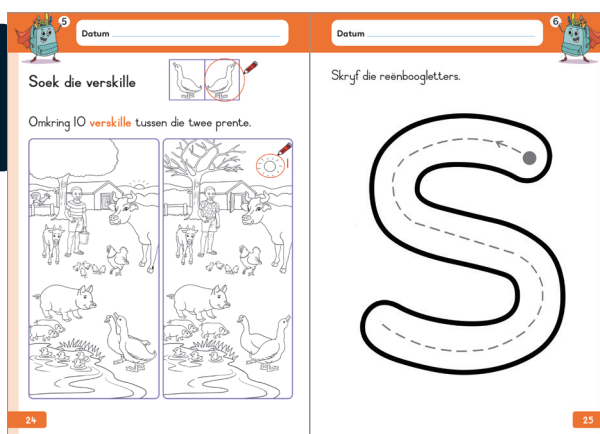 5
Datum
Soek die verskille
Omkring 10 verskille tussen die twee prente.
1
24
6
Datum
Skryf die reënboogletters.
S
25